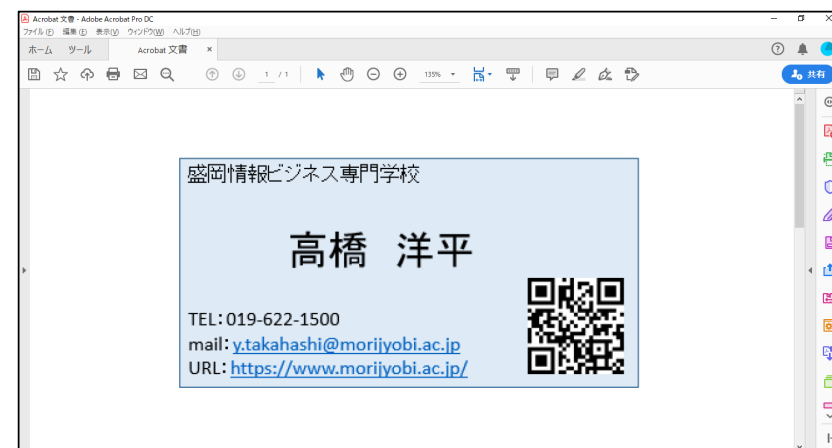 Acrobat 文書 - Adobe Acrobat Pro DC
ファイル(F) 編集(E) 表示(V) ウィンドウ(W) ヘルプ(H)
ホーム ツール Acrobat 文書 ×
1 / 1 135%
共有
盛岡情報ビジネス専門学校
高橋 洋平
TEL:019-622-1500
mail:y.takahashi@morijyobi.ac.jp
URL:https://www.morijyobi.ac.jp/